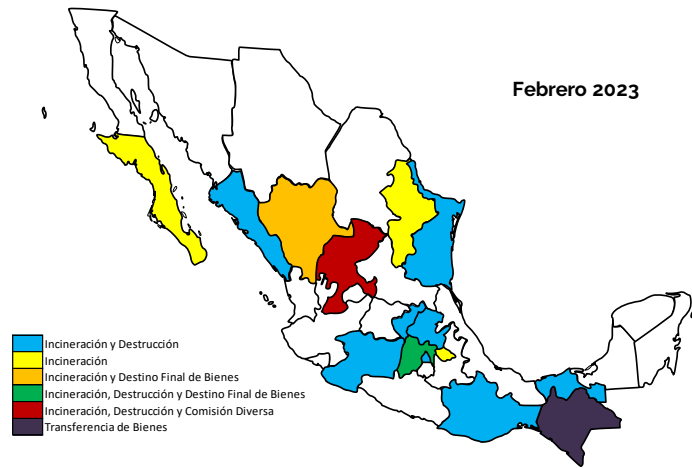 Febrero 2023
Incineración y Destrucción
Incineración
Incineración y Destino Final de Bienes
Incineración, Destrucción y Destino Final de Bienes
Incineración, Destrucción y Comisión Diversa
Transferencia de Bienes